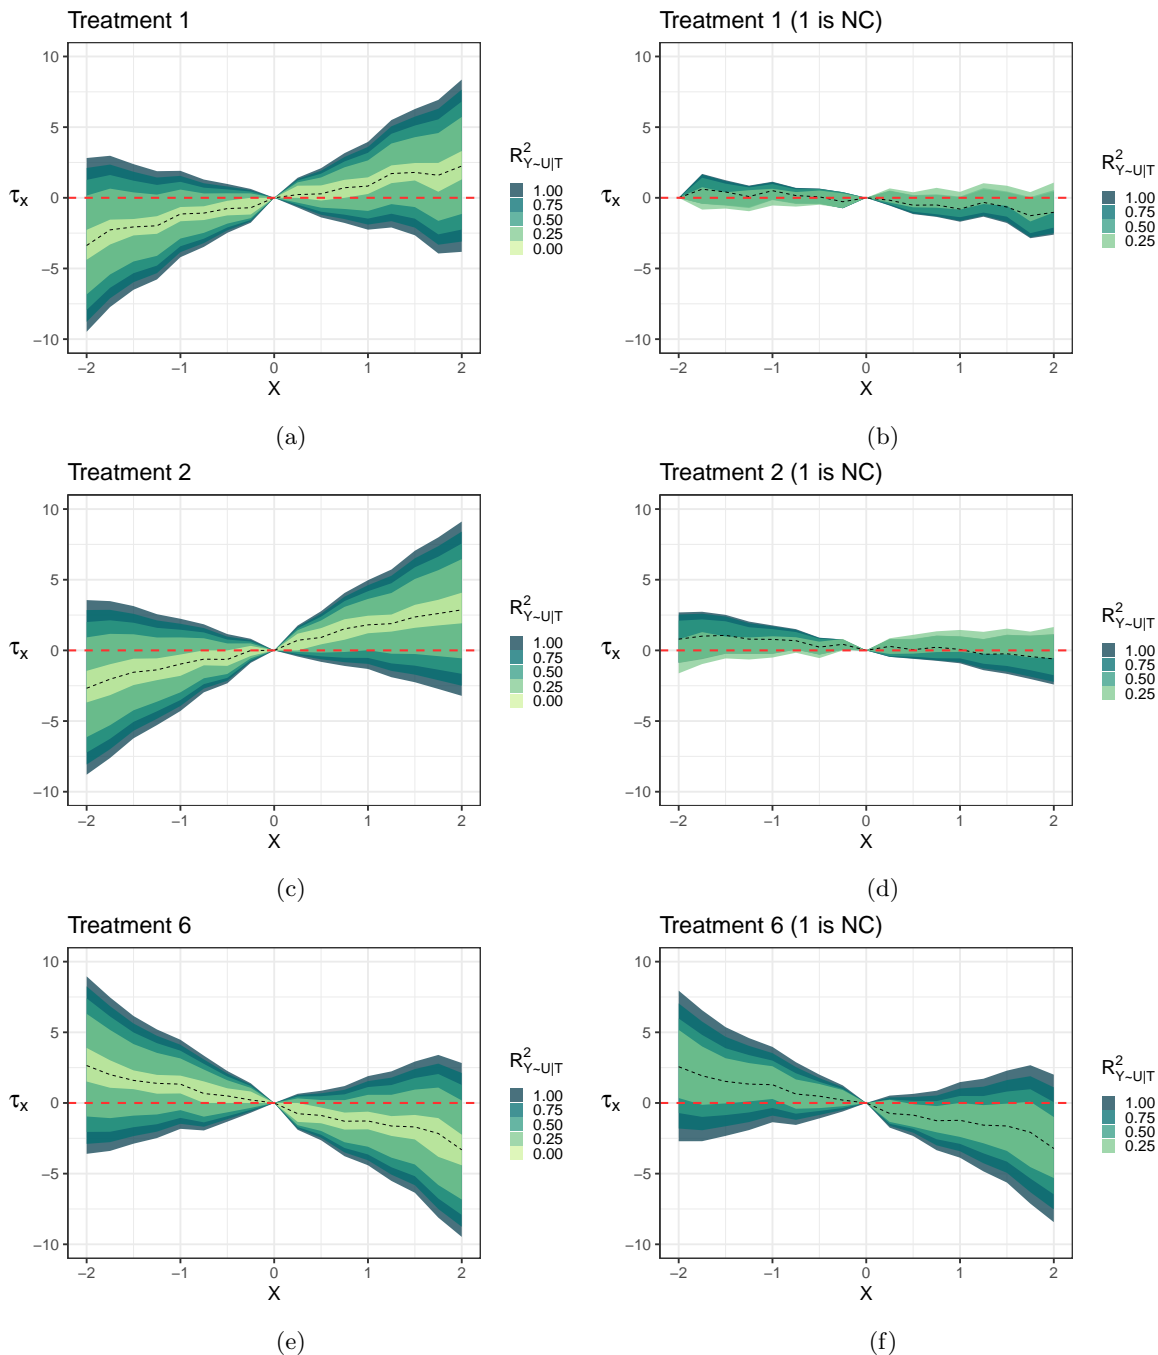 Treatment 1
10
5
0
−5
−10
τx
−2 −1 0 1 2
X
R²Y~U|T
1.00
0.75
0.50
0.25
0.00
(a)
Treatment 1 (1 is NC)
10
5
0
−5
−10
τx
−2 −1 0 1 2
X
R²Y~U|T
1.00
0.75
0.50
0.25
(b)
Treatment 2
10
5
0
−5
−10
τx
−2 −1 0 1 2
X
R²Y~U|T
1.00
0.75
0.50
0.25
0.00
(c)
Treatment 2 (1 is NC)
10
5
0
−5
−10
τx
−2 −1 0 1 2
X
R²Y~U|T
1.00
0.75
0.50
0.25
(d)
Treatment 6
10
5
0
−5
−10
τx
−2 −1 0 1 2
X
R²Y~U|T
1.00
0.75
0.50
0.25
0.00
(e)
Treatment 6 (1 is NC)
10
5
0
−5
−10
τx
−2 −1 0 1 2
X
R²Y~U|T
1.00
0.75
0.50
0.25
(f)